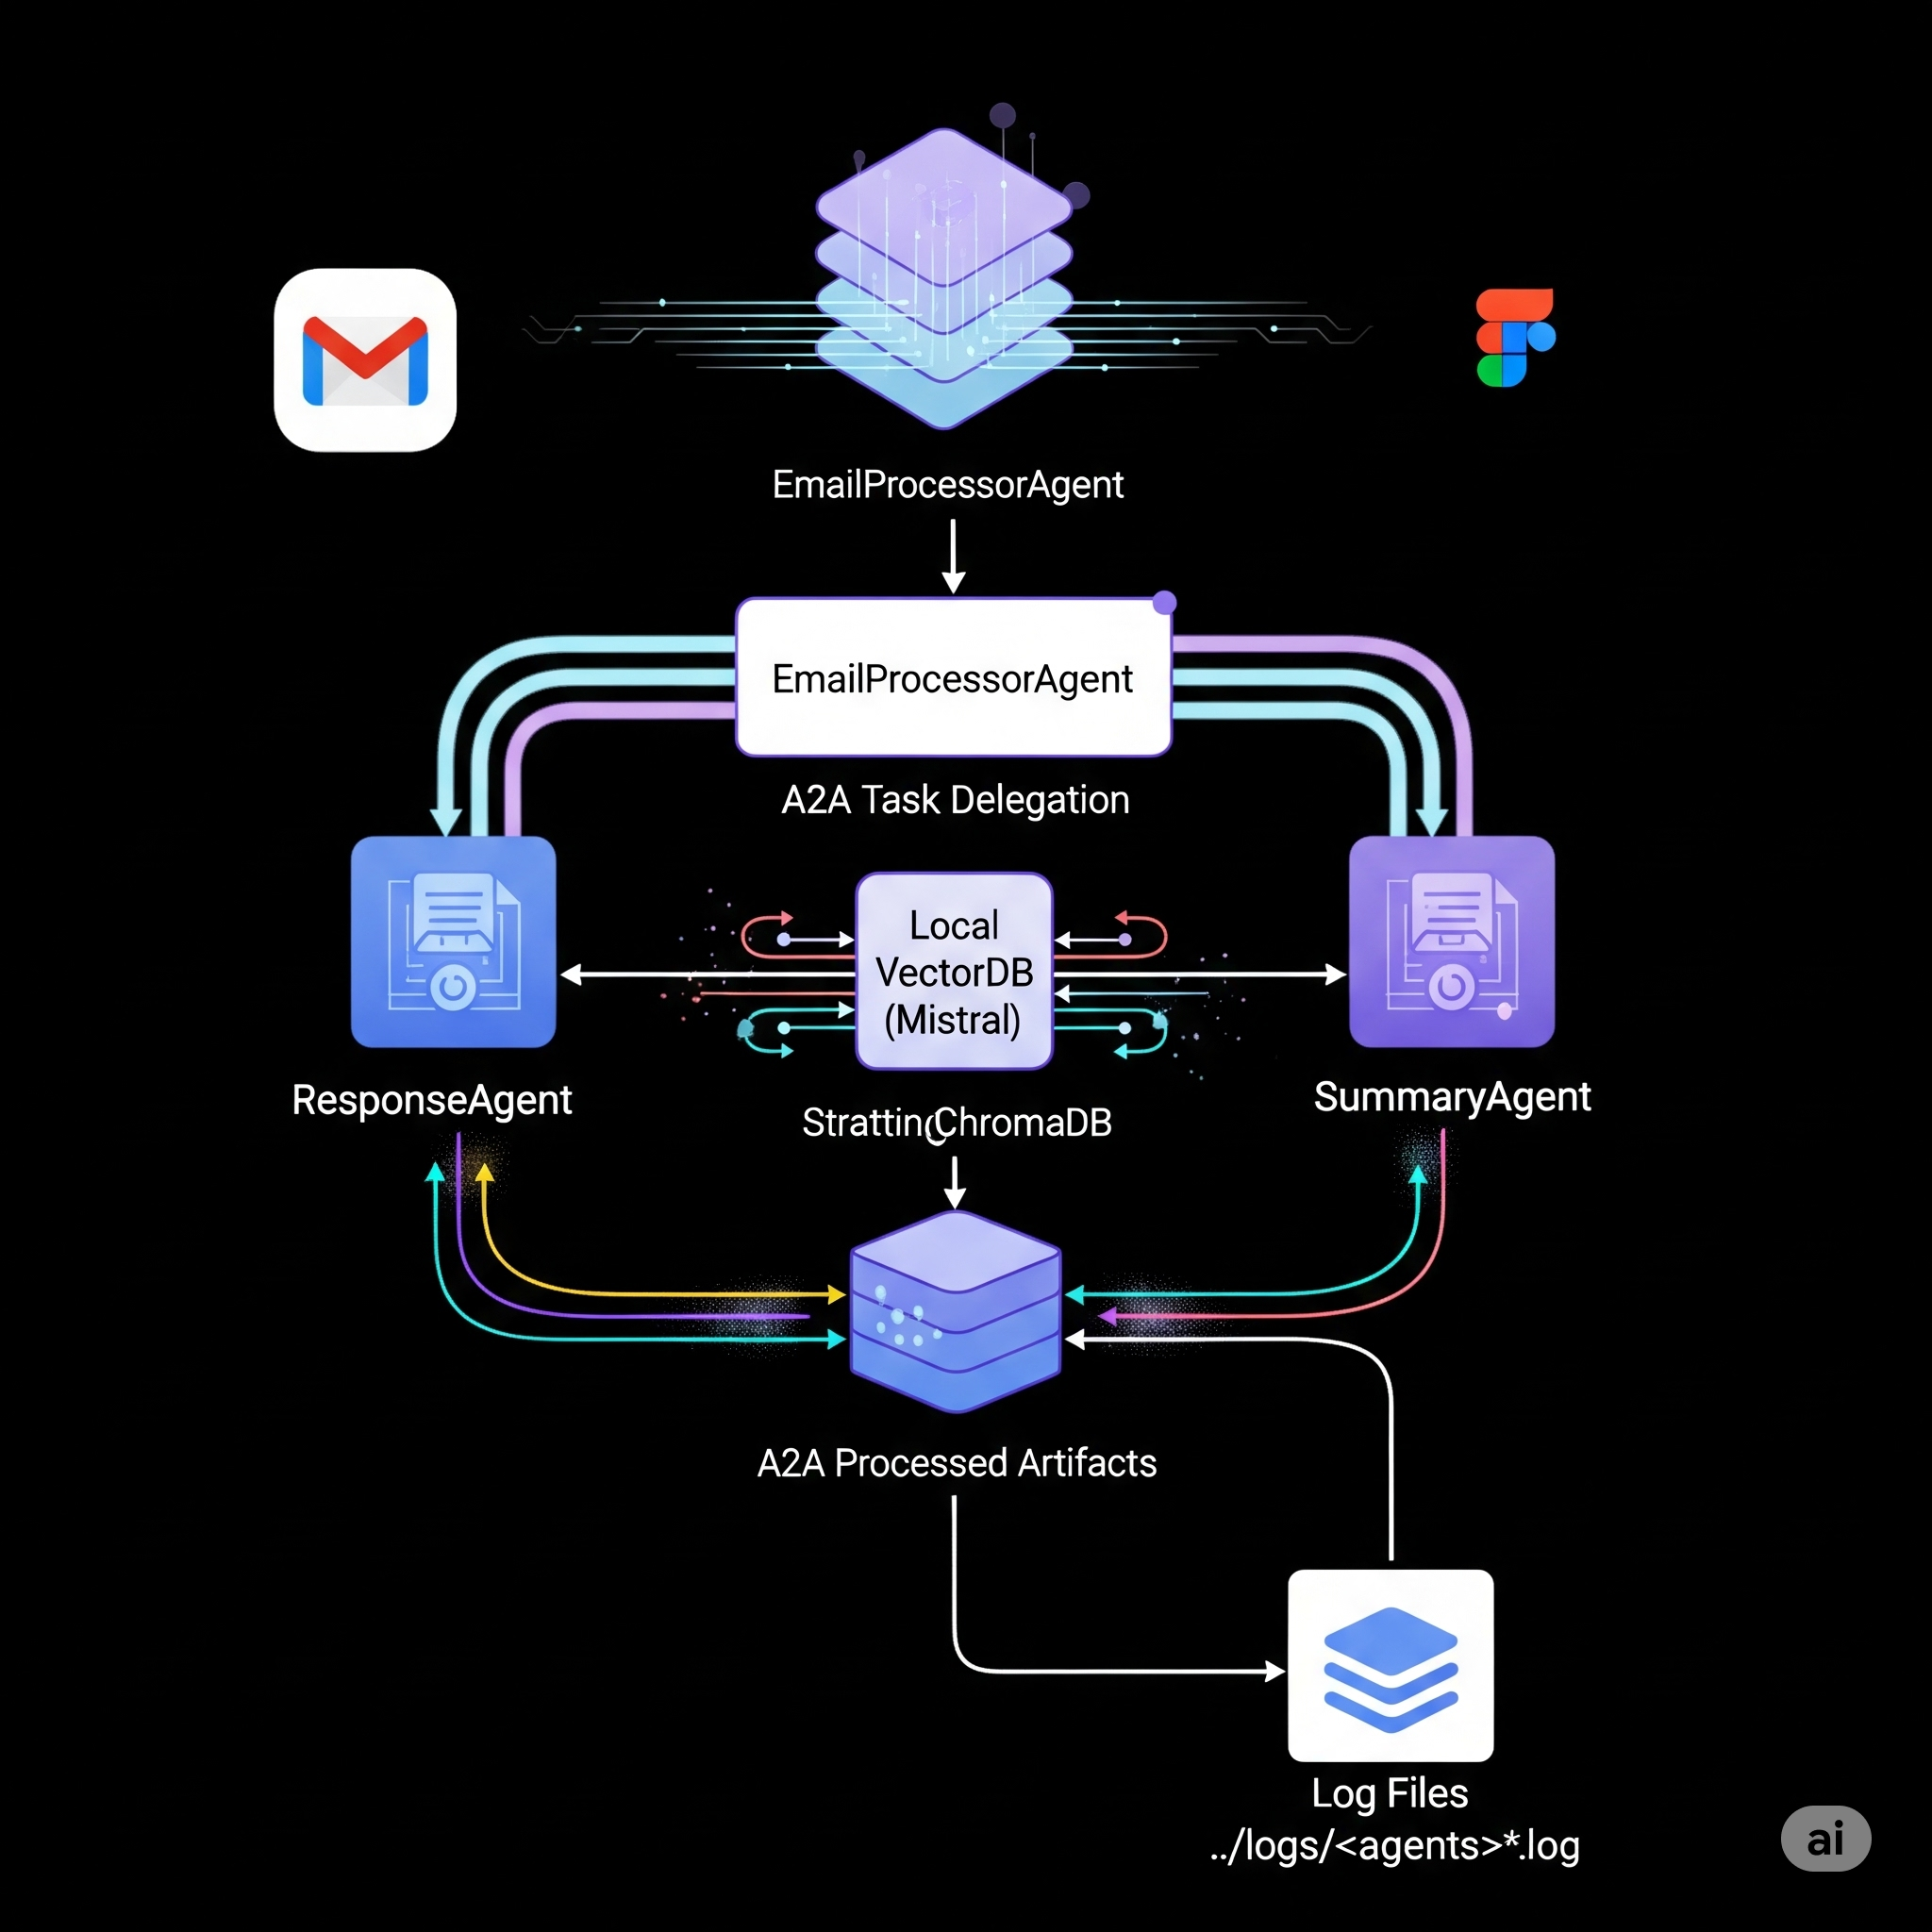 EmailProcessorAgent
EmailProcessorAgent
A2A Task Delegation
Local
VectorDB
(Mistral)
ResponseAgent
SummaryAgent
StrattinChromaDB
A2A Processed Artifacts
Log Files
../logs/<agents>*.log
ai